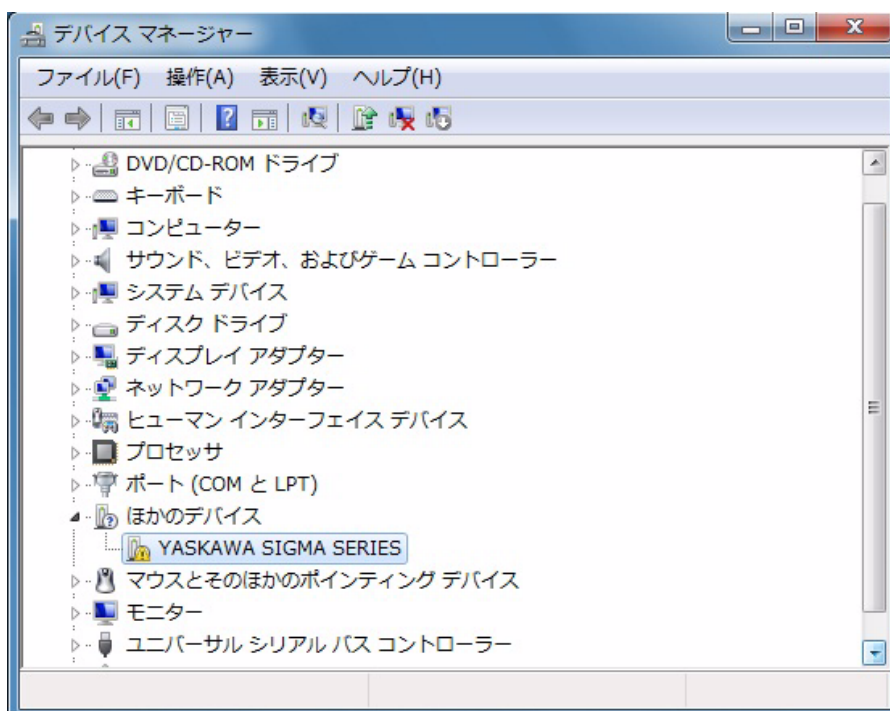 デバイス マネージャー
ファイル(F) 操作(A) 表示(V) ヘルプ(H)
DVD/CD-ROM ドライブ
キーボード
コンピューター
サウンド、ビデオ、およびゲーム コントローラー
システム デバイス
ディスク ドライブ
ディスプレイ アダプター
ネットワーク アダプター
ヒューマン インターフェイス デバイス
プロセッサ
ポート (COM と LPT)
ほかのデバイス
YASKAWA SIGMA SERIES
マウスとそのほかのポインティング デバイス
モニター
ユニバーサル シリアル バス コントローラー